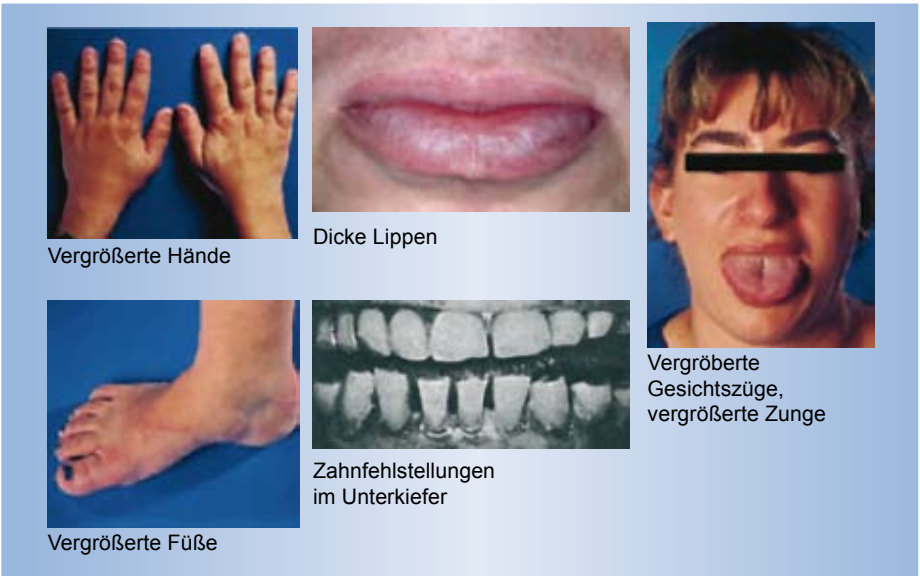 Vergrößerte Hände
Dicke Lippen
Vergröberte
Gesichtszüge,
vergrößerte Zunge
Zahnfehlstellungen
im Unterkiefer
Vergrößerte Füße